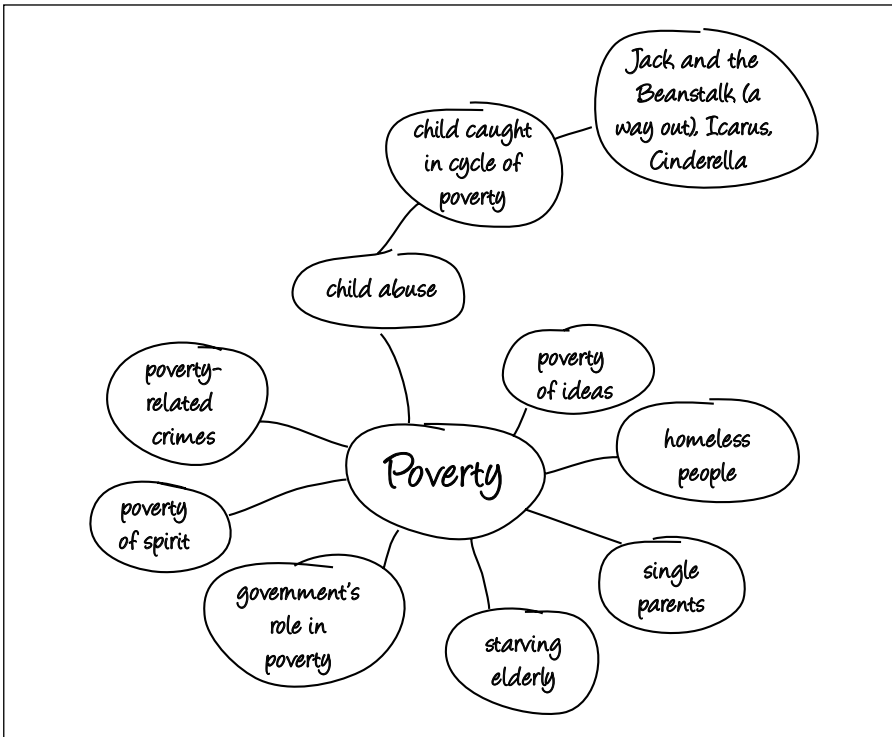 Jack and the
Beanstalk (a
way out), Icarus,
Cinderella
child caught
in cycle of
poverty
child abuse
poverty
of ideas
poverty-
related
crimes
homeless
people
Poverty
poverty
of spirit
single
parents
government's
role in
poverty
starving
elderly